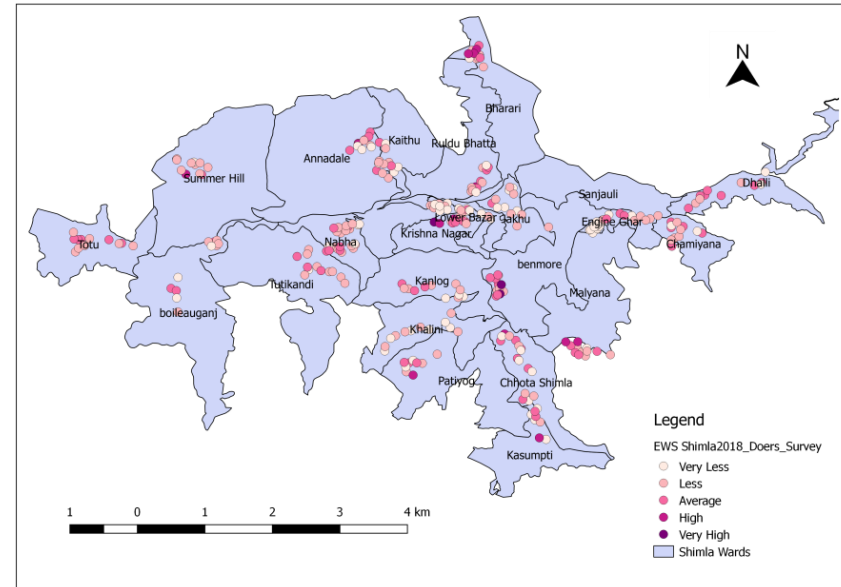 N
Bharari
Kaithu
Ruldu Bhatta
Annadale
Summer Hill
Dhalli
Sanjauli
Lower Bazar
Jakhu
Engine Ghar
Totu
Nabha
Krishna Nagar
Chamiyana
benmore
Tutikandi
Kanlog
Malyana
boileauganj
Khalini
Patiyog
Chhota Shimla
Kasumpti
Legend
EWS Shimla2018_Doers_Survey
Very Less
Less
Average
High
Very High
Shimla Wards
1 0 1 2 3 4 km